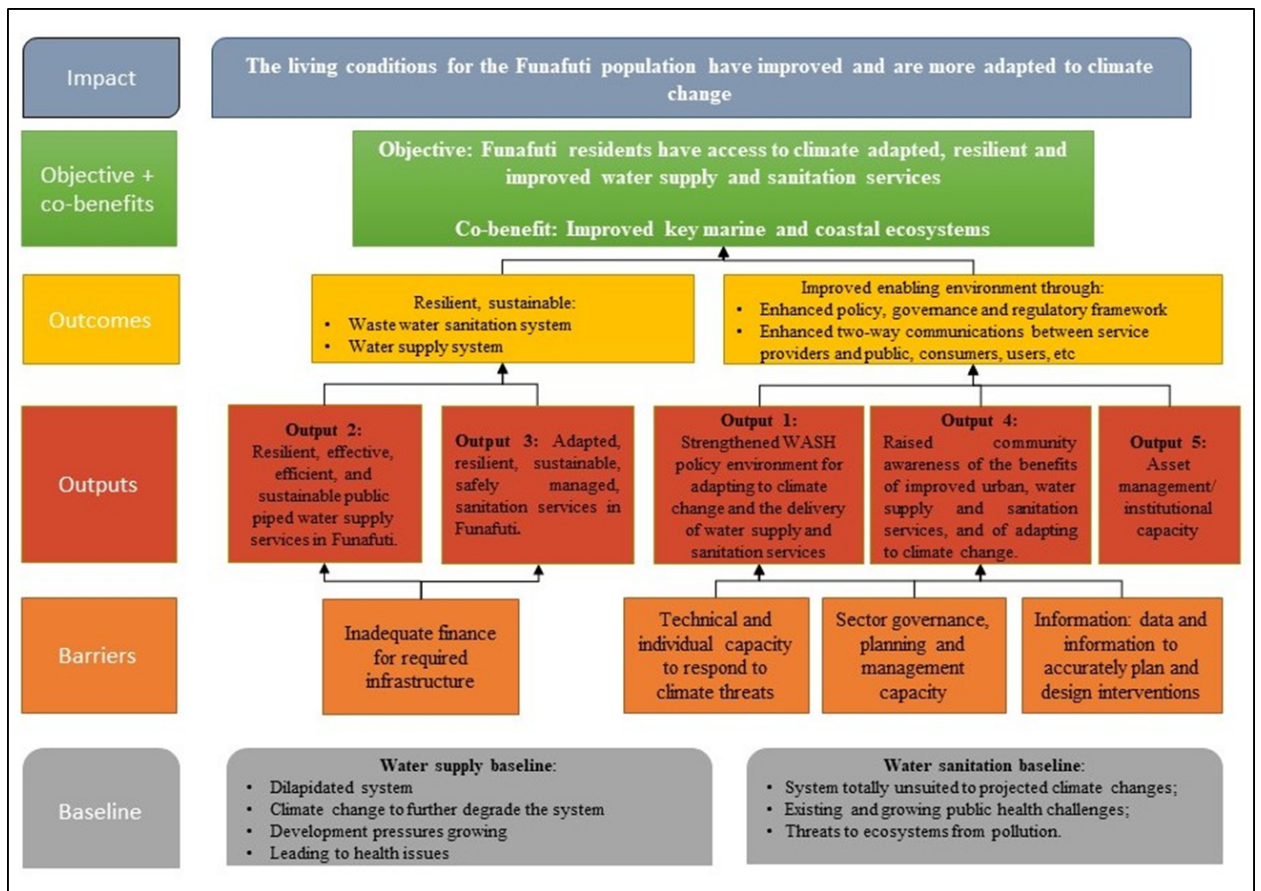 Impact
The living conditions for the Funafuti population have improved and are more adapted to climate
change
Objective +
co-benefits
Objective: Funafuti residents have access to climate adapted, resilient and
improved water supply and sanitation services
Co-benefit: Improved key marine and coastal ecosystems
Outcomes
Resilient, sustainable:
• Waste water sanitation system
• Water supply system
Improved enabling environment through:
• Enhanced policy, governance and regulatory framework
• Enhanced two-way communications between service
providers and public, consumers, users, etc
Outputs
Output 2:
Resilient, effective,
efficient, and
sustainable public
piped water supply
services in Funafuti.
Output 3: Adapted,
resilient, sustainable,
safely managed,
sanitation services in
Funafuti.
Output 1:
Strengthened WASH
policy environment for
adapting to climate
change and the delivery
of water supply and
sanitation services
Output 4:
Raised community
awareness of the benefits
of improved urban, water
supply and sanitation
services, and of adapting
to climate change.
Output 5:
Asset
management/
institutional
capacity
Barriers
Inadequate finance
for required
infrastructure
Technical and
individual capacity
to respond to
climate threats
Sector governance,
planning and
management
capacity
Information: data and
information to
accurately plan and
design interventions
Baseline
Water supply baseline:
• Dilapidated system
• Climate change to further degrade the system
• Development pressures growing
• Leading to health issues
Water sanitation baseline:
• System totally unsuited to projected climate changes;
• Existing and growing public health challenges;
• Threats to ecosystems from pollution.